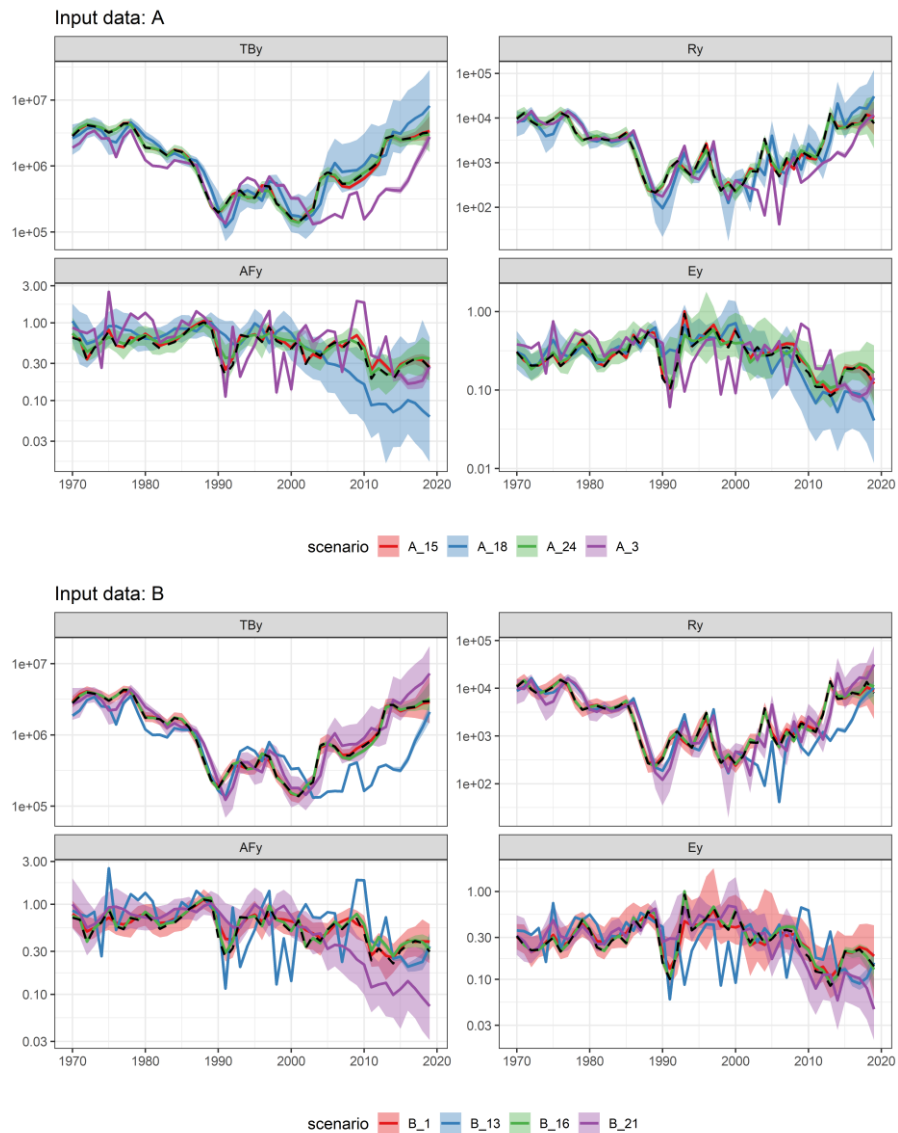 Input data: A
TBy
Ry
1e+07
1e+06
1e+05
1e+05
1e+04
1e+03
1e+02
AFy
Ey
3.00
1.00
0.30
0.10
0.03
1.00
0.10
0.01
1970 1980 1990 2000 2010 2020
1970 1980 1990 2000 2010 2020
scenario A_15 A_18 A_24 A_3
Input data: B
TBy
Ry
1e+07
1e+06
1e+05
1e+05
1e+04
1e+03
1e+02
AFy
Ey
3.00
1.00
0.30
0.10
0.03
1.00
0.30
0.10
0.03
1970 1980 1990 2000 2010 2020
1970 1980 1990 2000 2010 2020
scenario B_1 B_13 B_16 B_21